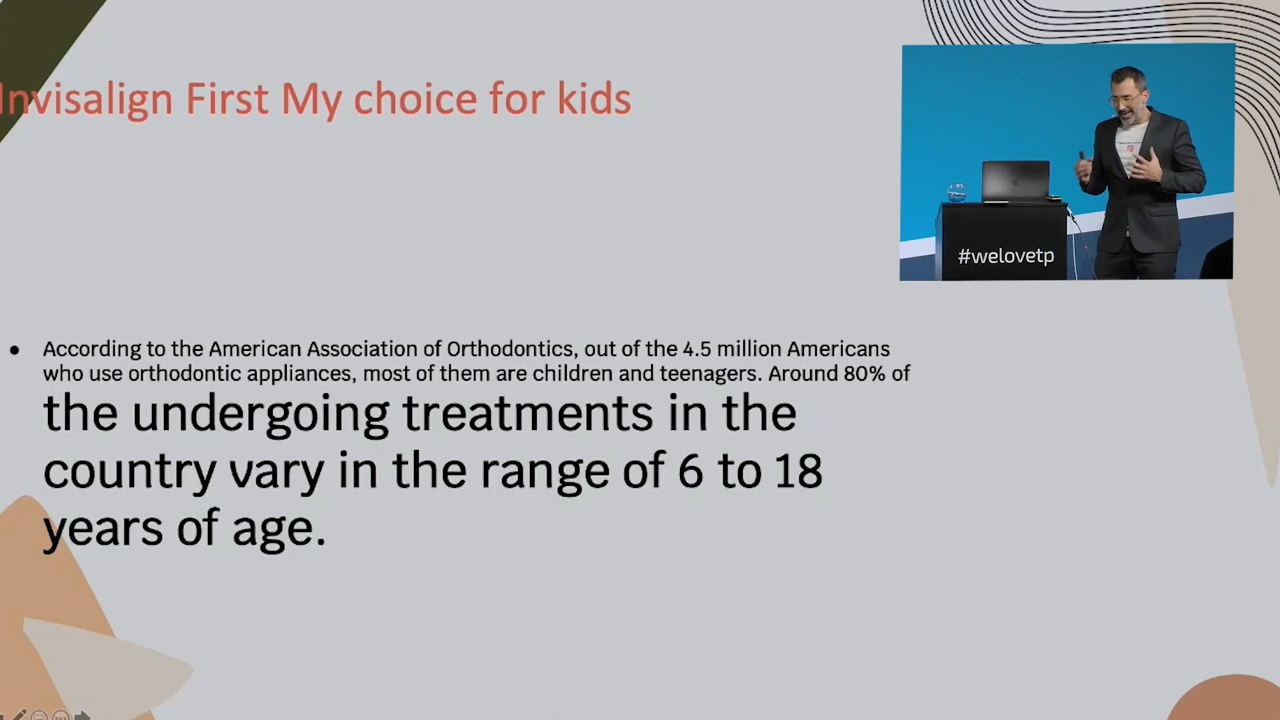 Invisalign First My choice for kids
#welovetp
• According to the American Association of Orthodontics, out of the 4.5 million Americans
who use orthodontic appliances, most of them are children and teenagers. Around 80% of
the undergoing treatments in the
country vary in the range of 6 to 18
years of age.